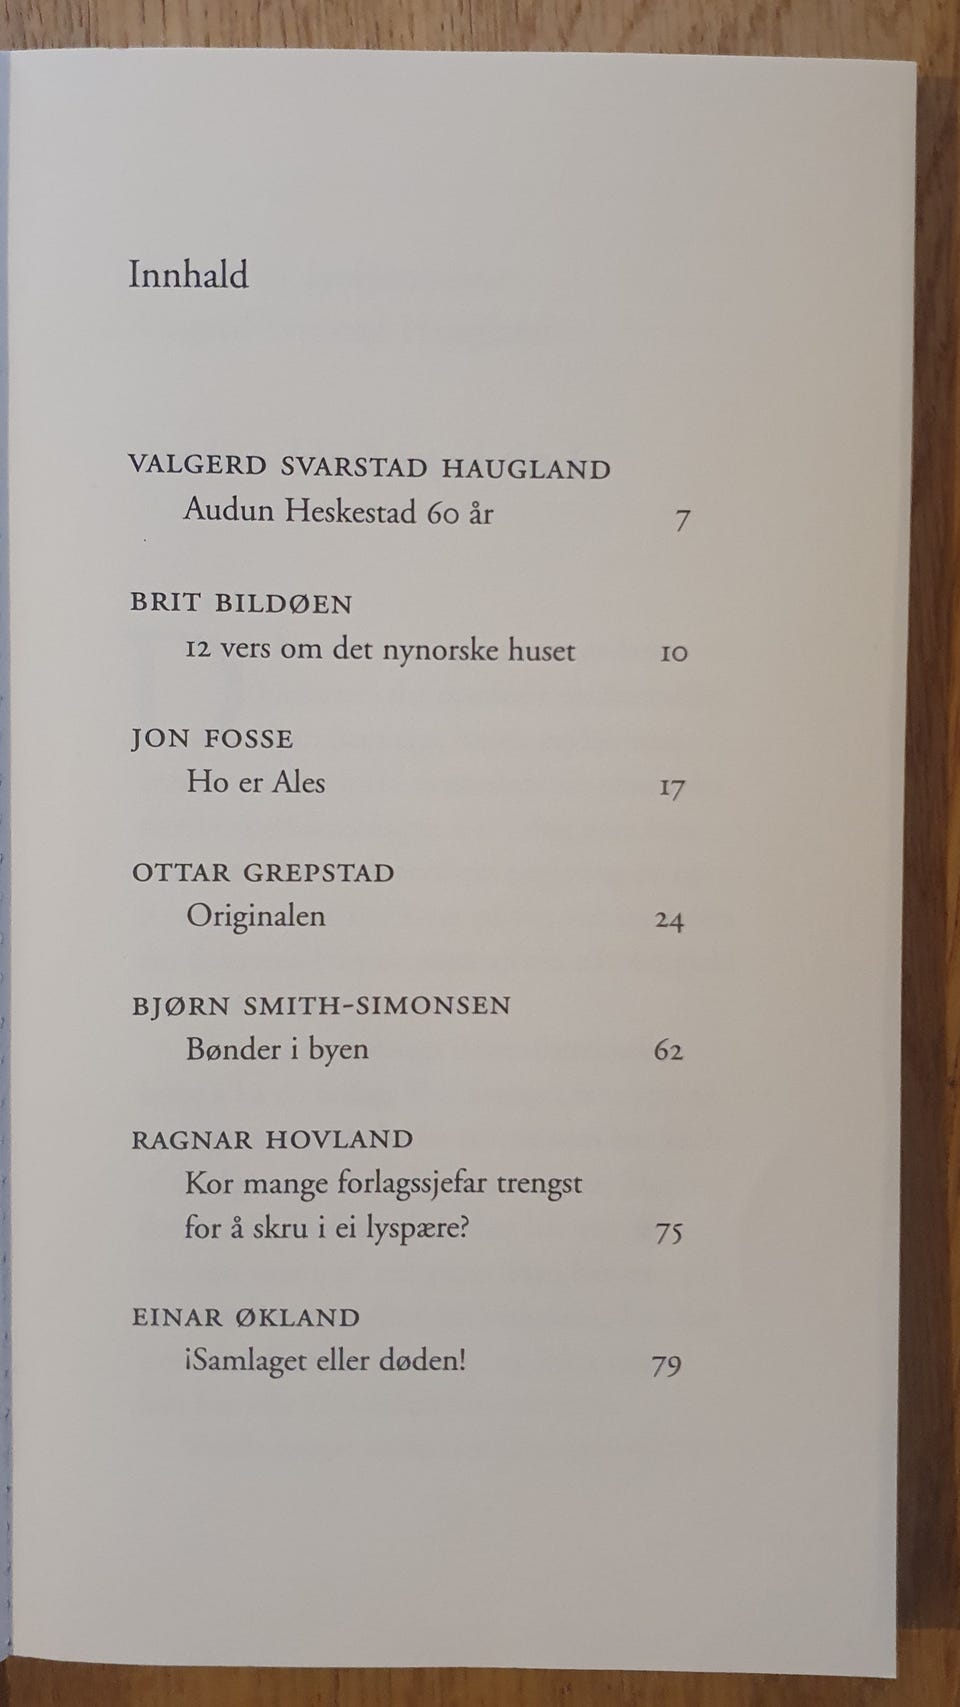 Innhald
VALGERD SVARSTAD HAUGLAND
Audun Heskestad 60 år 7
BRIT BILDØEN
12 vers om det nynorske huset 10
JON FOSSE
Ho er Ales 17
OTTAR GREPSTAD
Originalen 24
BJØRN SMITH-SIMONSEN
Bønder i byen 62
RAGNAR HOVLAND
Kor mange forlagssjefar trengst
for å skru i ei lyspære? 75
EINAR ØKLAND
¡Samlaget eller døden! 79